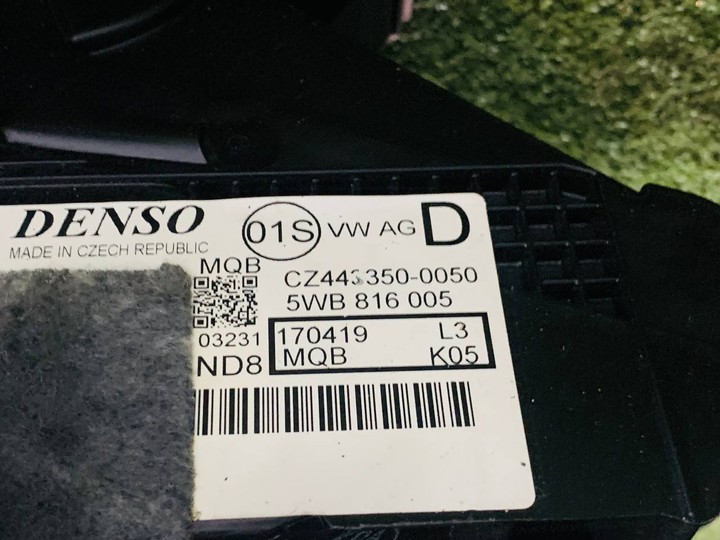 DENSO 01S VW AG D
MADE IN CZECH REPUBLIC
MQB
CZ443350-0050
5WB 816 005
03231
170419 L3
ND8
MQB K05